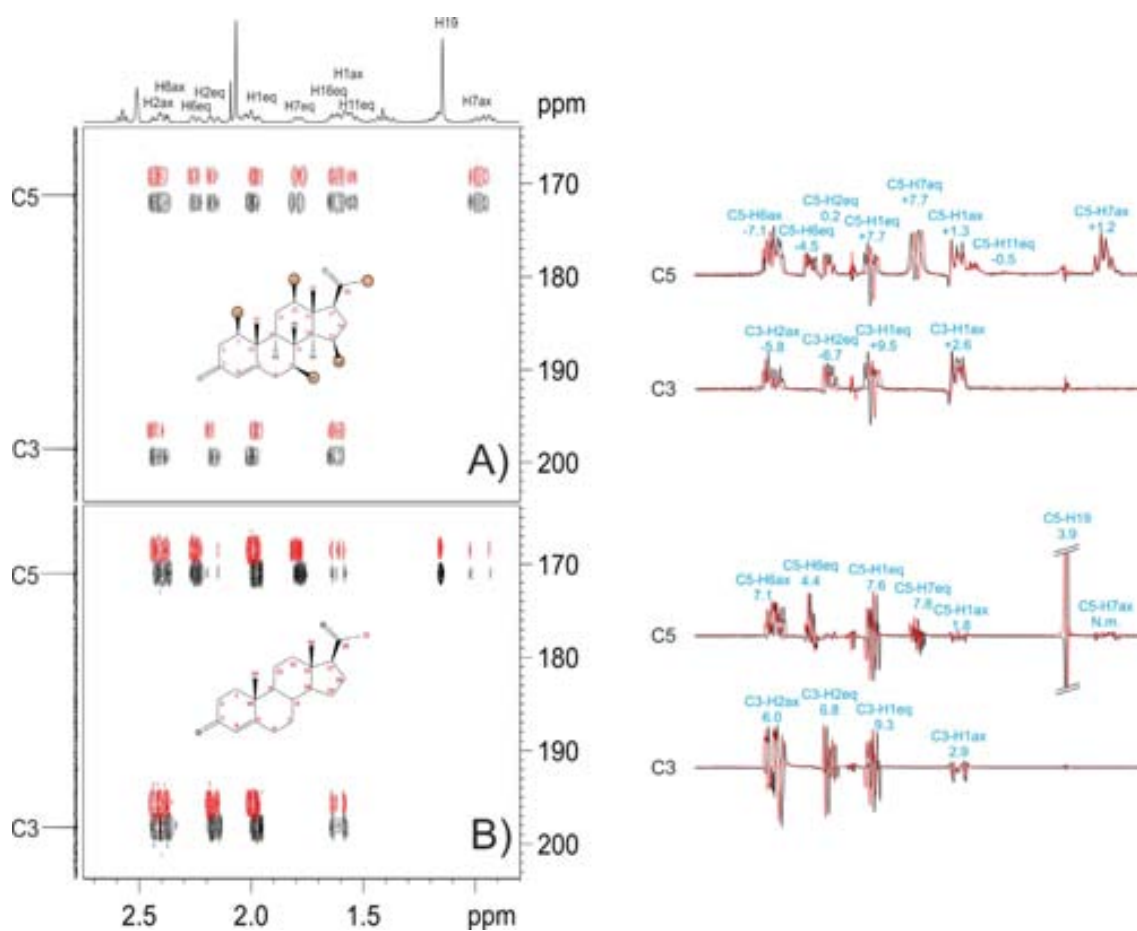 H19
H1ax
H6ax
H2eq
H16eq
H2ax
H6eq
H1eq
H7eq
H11eq
H7ax
ppm
C5
170
180
190
C3
A)
200
C5
170
180
190
C3
B)
200
2.5 2.0 1.5 ppm
C5-H7eq
+7.7
C5-H2eq
0.2
C5-H6ax
-7.1
C5-H6eq
-4.5
C5-H1eq
+7.7
C5-H1ax
+1.3
C5-H11eq
-0.5
C5-H7ax
+1.2
C5
C3-H2ax
-5.8
C3-H2eq
-6.7
C3-H1eq
+9.5
C3-H1ax
+2.6
C3
C5-H19
3.9
C5-H6ax
7.1
C5-H6eq
4.4
C5-H1eq
7.6
C5-H7eq
7.8
C5-H1ax
1.8
C5-H7ax
N.m.
C5
C3-H2ax
6.0
C3-H2eq
6.8
C3-H1eq
9.3
C3-H1ax
2.9
C3